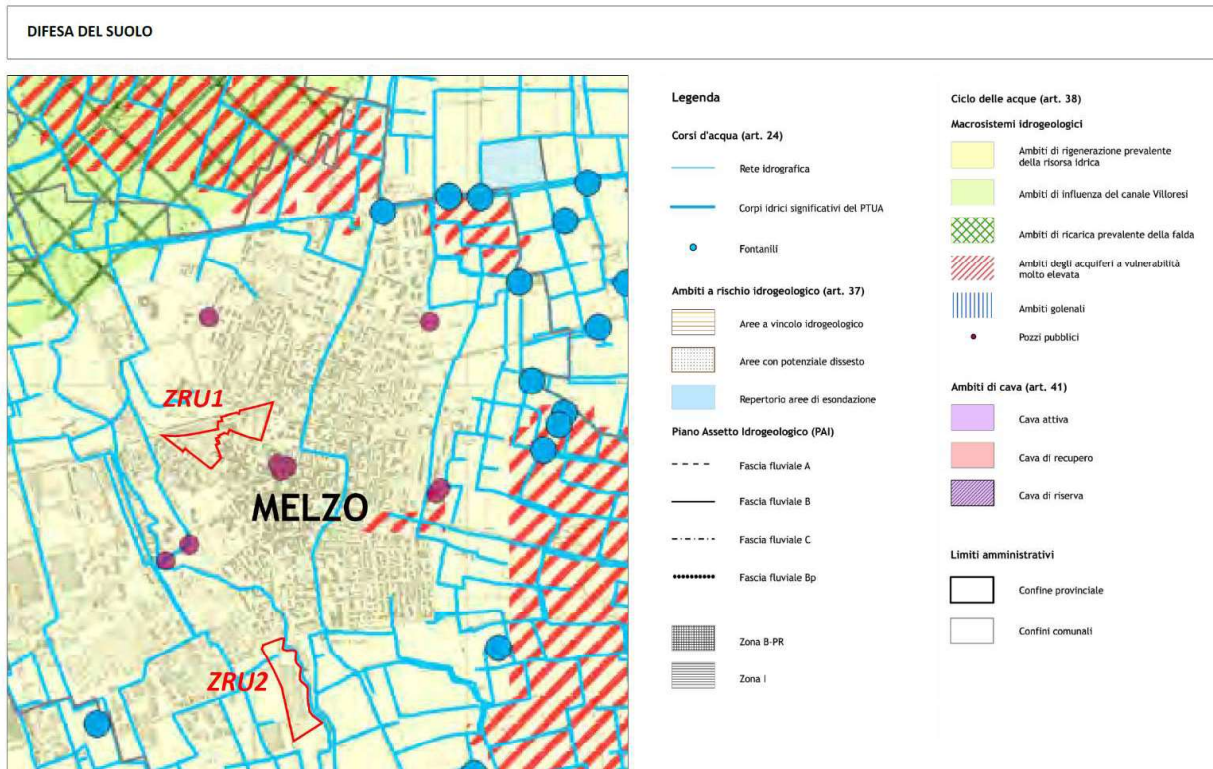 DIFESA DEL SUOLO
ZRU1
MELZO
ZRU2
Legenda
Corsi d'acqua (art. 24)
Rete idrografica
Corpi idrici significativi del PTUA
Fontanili
Ambiti a rischio idrogeologico (art. 37)
Aree a vincolo idrogeologico
Aree con potenziale dissesto
Repertorio aree di esondazione
Piano Assetto Idrogeologico (PAI)
Fascia fluviale A
Fascia fluviale B
Fascia fluviale C
Fascia fluviale Bp
Zona B-PR
Zona I
Ciclo delle acque (art. 38)
Macrosistemi idrogeologici
Ambiti di rigenerazione prevalente
della risorsa idrica
Ambiti di influenza del canale Villoresi
Ambiti di ricarica prevalente della falda
Ambiti degli acquiferi a vulnerabilità
molto elevata
Ambiti golenali
Pozzi pubblici
Ambiti di cava (art. 41)
Cava attiva
Cava di recupero
Cava di riserva
Limiti amministrativi
Confine provinciale
Confini comunali